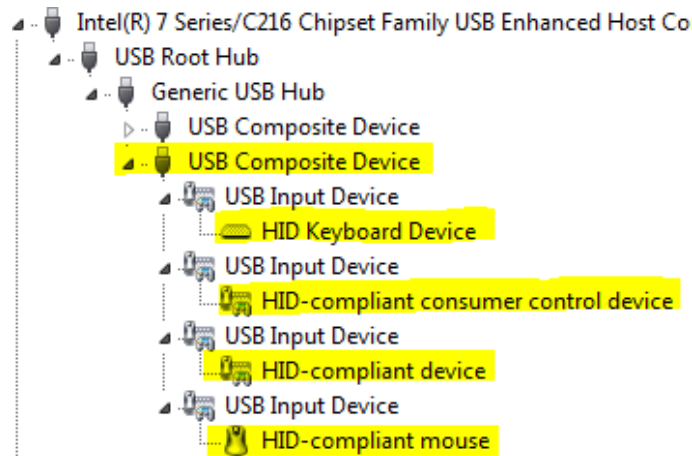 Intel(R) 7 Series/C216 Chipset Family USB Enhanced Host Co
USB Root Hub
Generic USB Hub
USB Composite Device
USB Composite Device
USB Input Device
HID Keyboard Device
USB Input Device
HID-compliant consumer control device
USB Input Device
HID-compliant device
USB Input Device
HID-compliant mouse